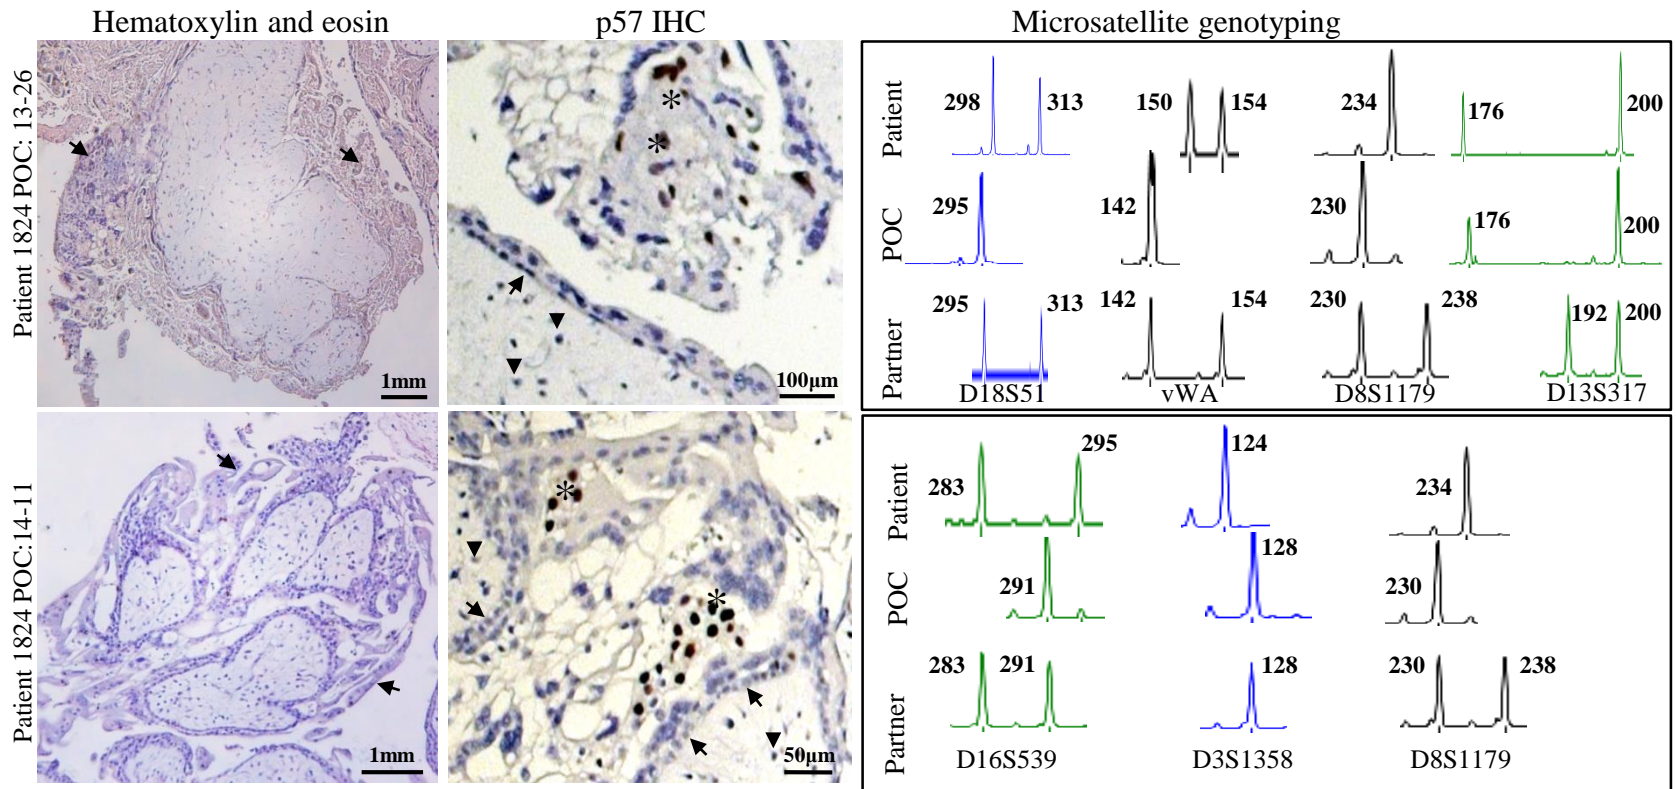 Hematoxylin and eosin
p57 IHC
Microsatellite genotyping
Patient 1824 POC: 13-26
1mm
*
*
100μm
Patient
298 313 150 154 234 176 200
POC
295 142 230 176 200
Partner
295 313 142 154 230 238 192 200
D18S51 vWA D8S1179 D13S317
Patient 1824 POC:14-11
1mm
*
*
50μm
Patient
283 295 124 234
POC
291 128 230
Partner
283 291 128 230 238
D16S539 D3S1358 D8S1179